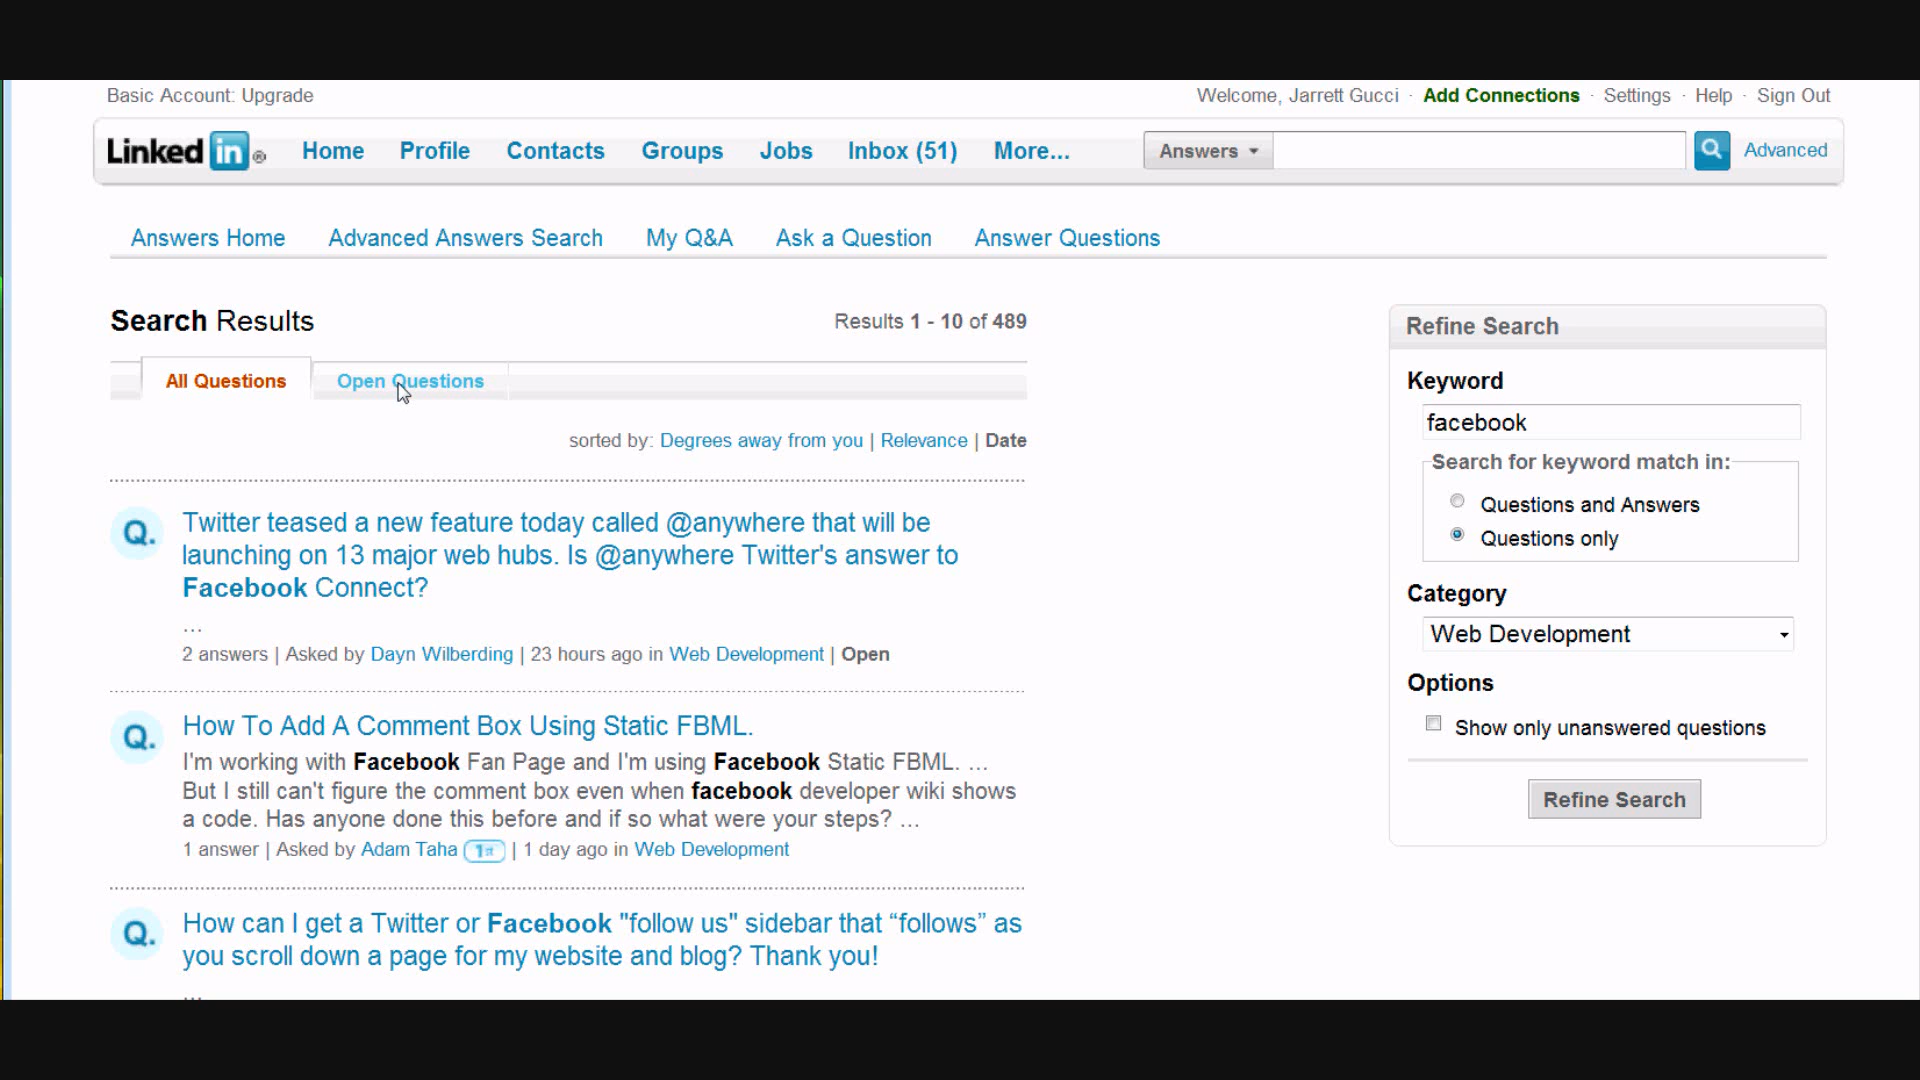 Basic Account: Upgrade
Welcome, Jarrett Gucci · Add Connections · Settings · Help · Sign Out
Linked in ® Home Profile Contacts Groups Jobs Inbox (51) More... Answers Advanced
Answers Home Advanced Answers Search My Q&A Ask a Question Answer Questions
Search Results
Results 1 - 10 of 489
All Questions Open Questions
sorted by: Degrees away from you | Relevance | Date
Q. Twitter teased a new feature today called @anywhere that will be
launching on 13 major web hubs. Is @anywhere Twitter's answer to
Facebook Connect?
...
2 answers | Asked by Dayn Wilberding | 23 hours ago in Web Development | Open
Q. How To Add A Comment Box Using Static FBML.
I'm working with Facebook Fan Page and I'm using Facebook Static FBML. ...
But I still can't figure the comment box even when facebook developer wiki shows
a code. Has anyone done this before and if so what were your steps? ...
1 answer | Asked by Adam Taha 1st | 1 day ago in Web Development
Q. How can I get a Twitter or Facebook "follow us" sidebar that “follows” as
you scroll down a page for my website and blog? Thank you!
...
Refine Search
Keyword
facebook
Search for keyword match in:
Questions and Answers
Questions only
Category
Web Development
Options
Show only unanswered questions
Refine Search